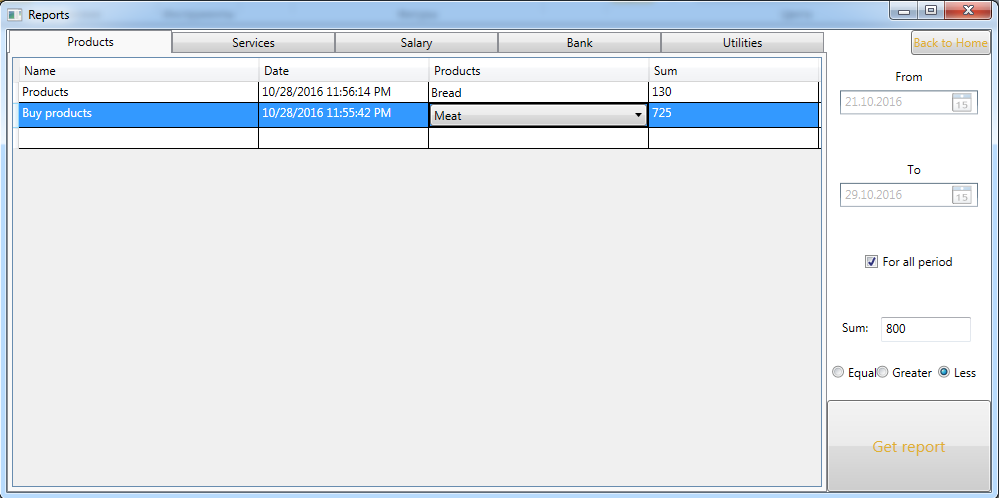 Reports
Products Services Salary Bank Utilities
Back to Home
Name Date Products Sum
Products 10/28/2016 11:56:14 PM Bread 130
Buy products 10/28/2016 11:55:42 PM Meat 725
From
21.10.2016 15
To
29.10.2016 15
For all period
Sum: 800
Equal Greater Less
Get report